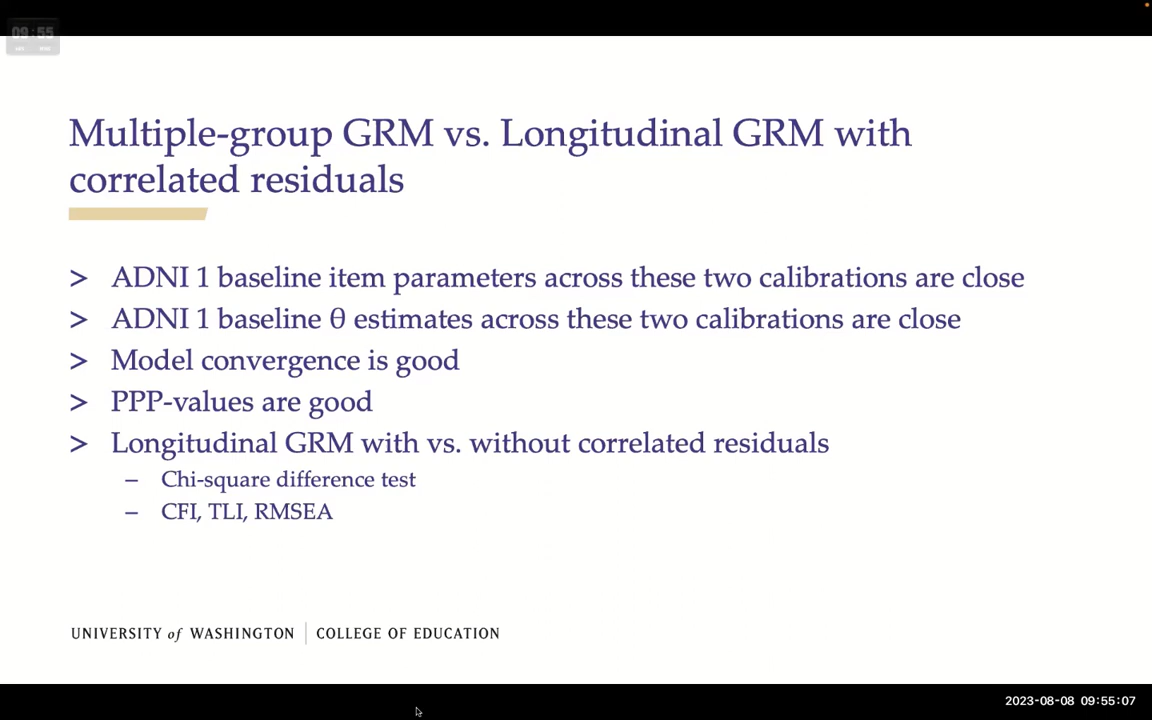 09:55
Multiple-group GRM vs. Longitudinal GRM with
correlated residuals
> ADNI 1 baseline item parameters across these two calibrations are close
> ADNI 1 baseline θ estimates across these two calibrations are close
> Model convergence is good
> PPP-values are good
> Longitudinal GRM with vs. without correlated residuals
– Chi-square difference test
– CFI, TLI, RMSEA
UNIVERSITY of WASHINGTON | COLLEGE OF EDUCATION
2023-08-08 09:55:07